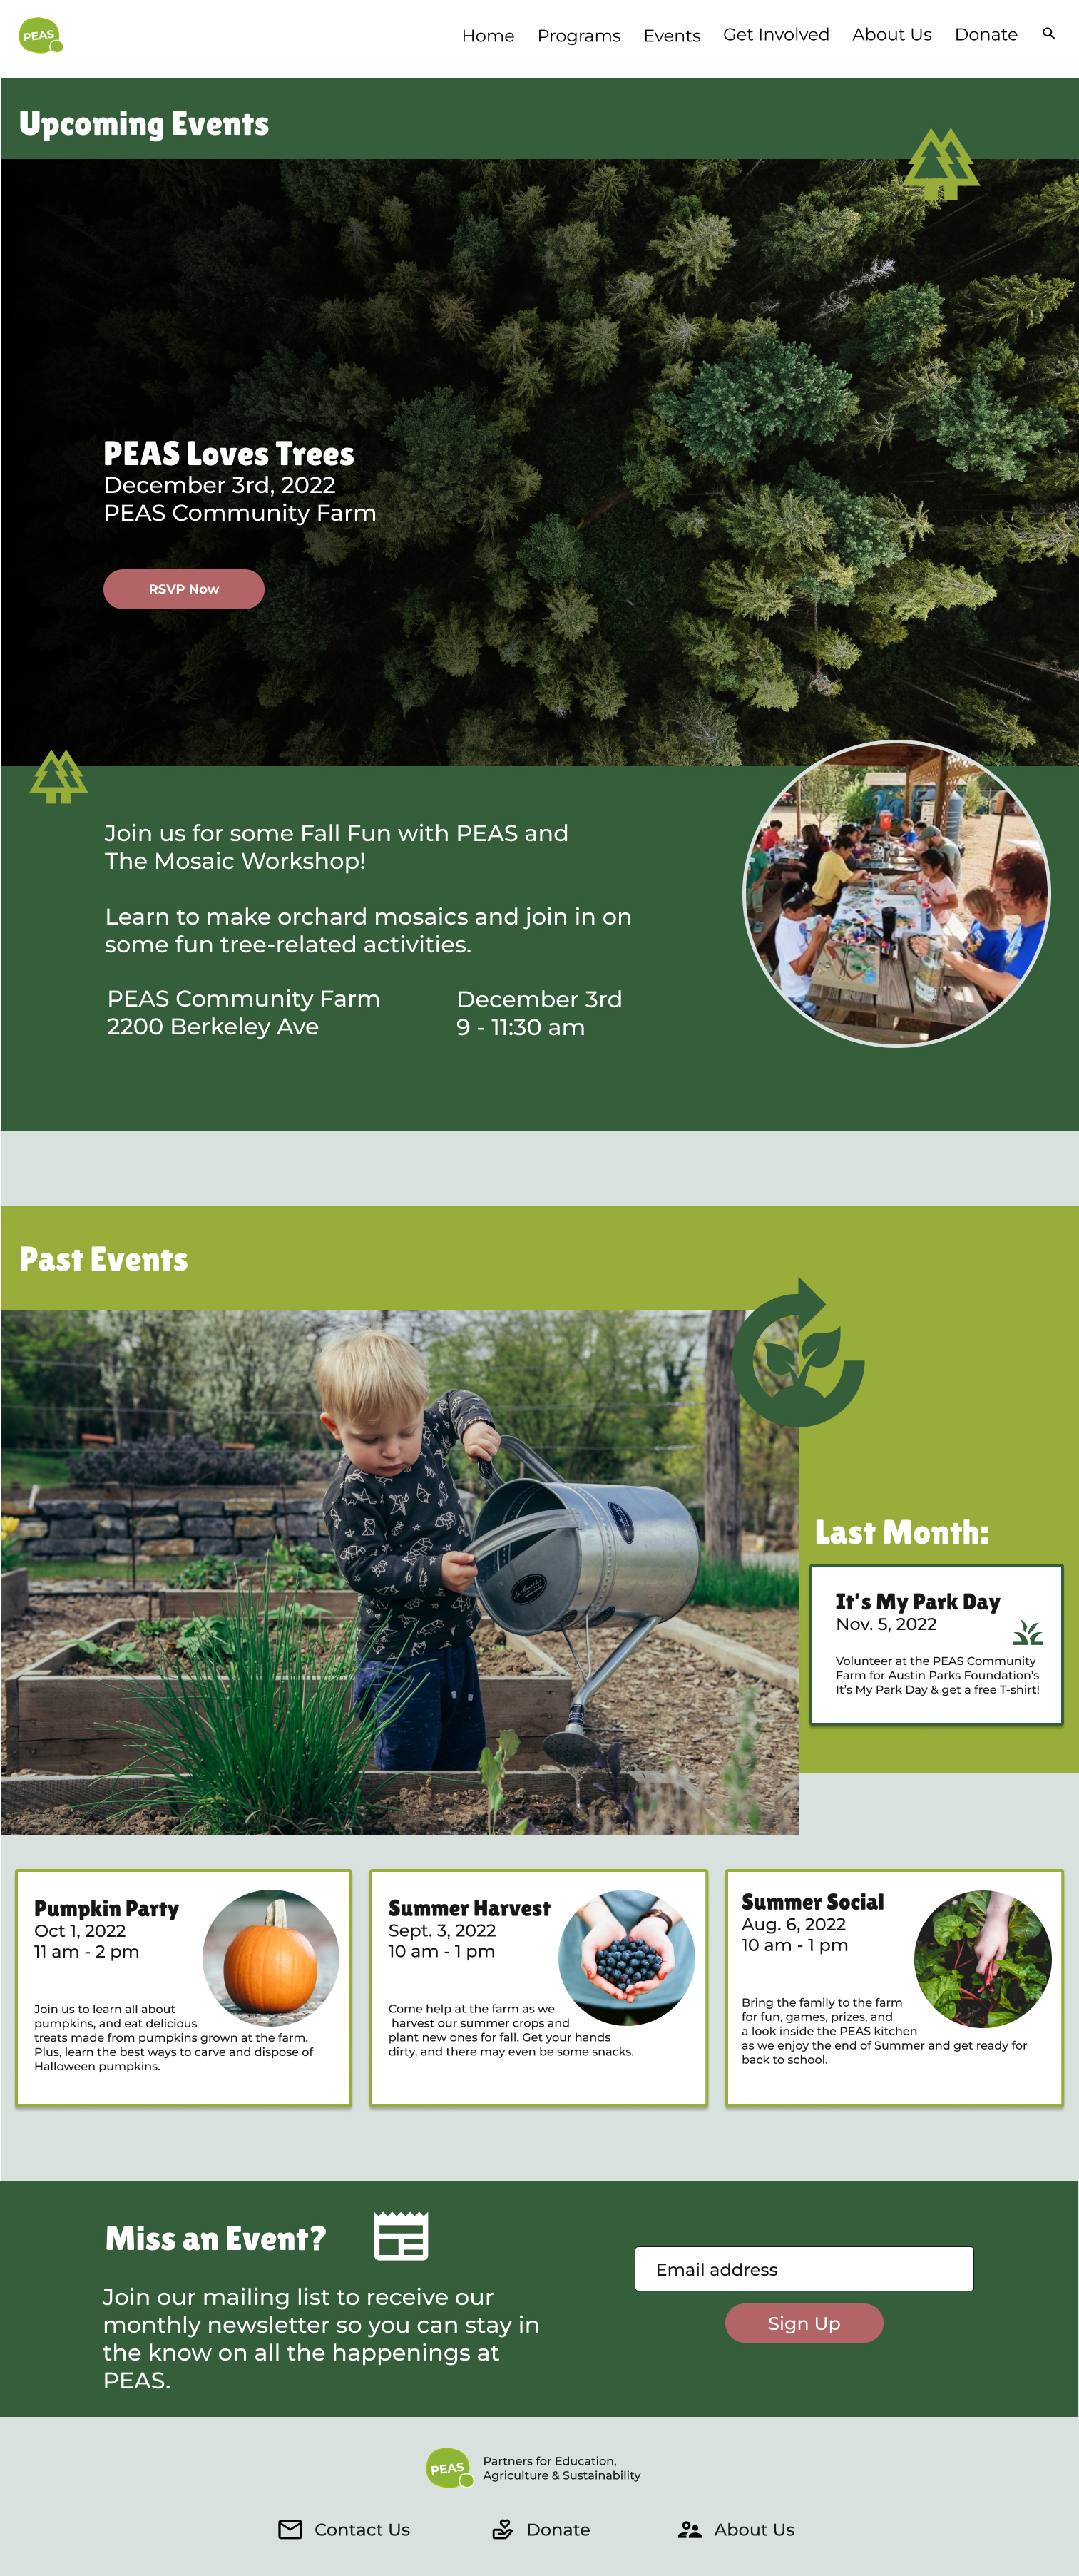 PEAS
Home Programs Events Get Involved About Us Donate
Upcoming Events
PEAS Loves Trees
December 3rd, 2022
PEAS Community Farm
RSVP Now
Join us for some Fall Fun with PEAS and
The Mosaic Workshop!
Learn to make orchard mosaics and join in on
some fun tree-related activities.
PEAS Community Farm
2200 Berkeley Ave
December 3rd
9 - 11:30 am
Past Events
Last Month:
It's My Park Day
Nov. 5, 2022
Volunteer at the PEAS Community
Farm for Austin Parks Foundation's
It's My Park Day & get a free T-shirt!
Pumpkin Party
Oct 1, 2022
11 am - 2 pm
Join us to learn all about
pumpkins, and eat delicious
treats made from pumpkins grown at the farm.
Plus, learn the best ways to carve and dispose of
Halloween pumpkins.
Summer Harvest
Sept. 3, 2022
10 am - 1 pm
Come help at the farm as we
harvest our summer crops and
plant new ones for fall. Get your hands
dirty, and there may even be some snacks.
Summer Social
Aug. 6, 2022
10 am - 1 pm
Bring the family to the farm
for fun, games, prizes, and
a look inside the PEAS kitchen
as we enjoy the end of Summer and get ready for
back to school.
Miss an Event?
Join our mailing list to receive our
monthly newsletter so you can stay in
the know on all the happenings at
PEAS.
Email address
Sign Up
PEAS
Partners for Education,
Agriculture & Sustainability
Contact Us Donate About Us